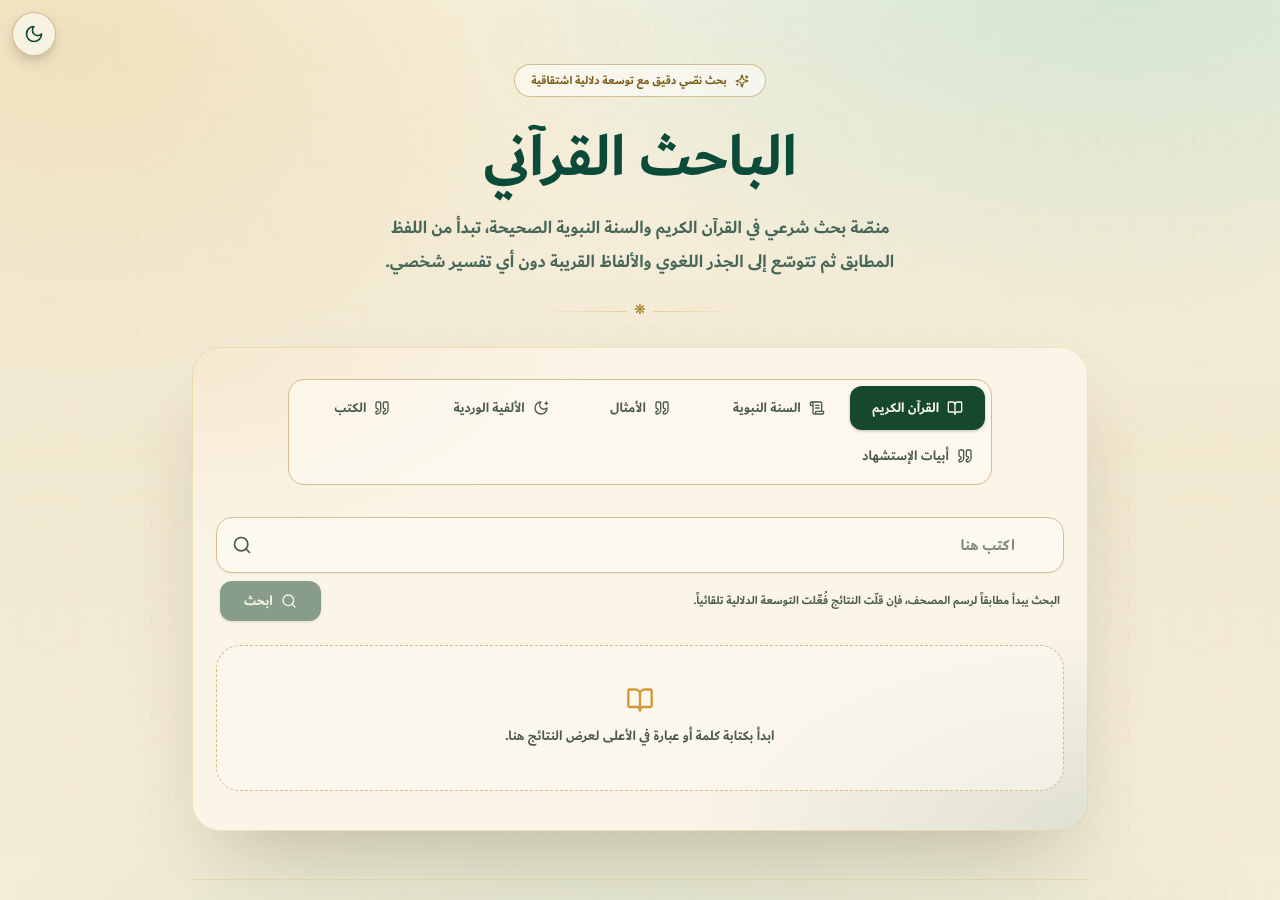 بحث نصّي دقيق مع توسعة دلالية اشتقاقية
الباحث القرآني
منصّة بحث شرعي في القرآن الكريم والسنة النبوية الصحيحة، تبدأ من اللفظ
المطابق ثم تتوسّع إلى الجذر اللغوي والألفاظ القريبة دون أي تفسير شخصي.
القرآن الكريم
السنة النبوية
الأمثال
الألفية الوردية
الكتب
أبيات الإستشهاد
اكتب هنا
البحث يبدأ مطابقاً لرسم المصحف، فإن قلّت النتائج فُعِّلت التوسعة الدلالية تلقائياً.
ابحث
ابدأ بكتابة كلمة أو عبارة في الأعلى لعرض النتائج هنا.